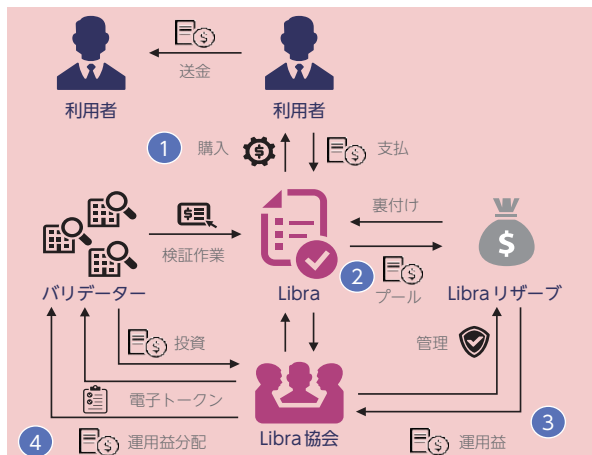 送金
利用者
利用者
1
購入
支払
裏付け
検証作業
2
プール
バリデーター
Libra
Libraリザーブ
投資
管理
電子トークン
3
Libra協会
4
運用益分配
運用益